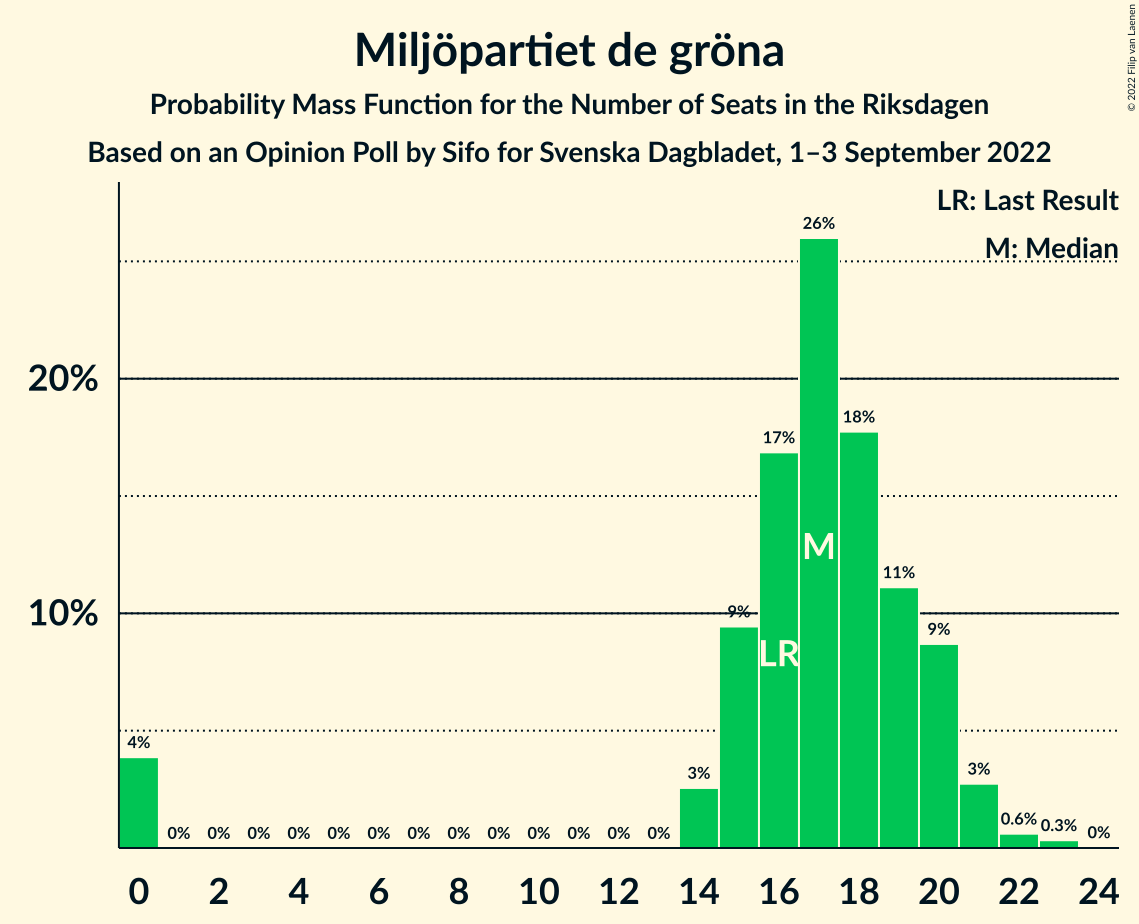 Miljöpartiet de gröna
Probability Mass Function for the Number of Seats in the Riksdagen
Based on an Opinion Poll by Sifo for Svenska Dagbladet, 1–3 September 2022
© 2022 Filip van Laenen
LR: Last Result
M: Median
20%
10%
4% 0% 0% 0% 0% 0% 0% 0% 0% 0% 0% 0% 0% 0% 3% 9% 17% 26% 18% 11% 9% 3% 0.6% 0.3% 0%
LR M
0 2 4 6 8 10 12 14 16 18 20 22 24